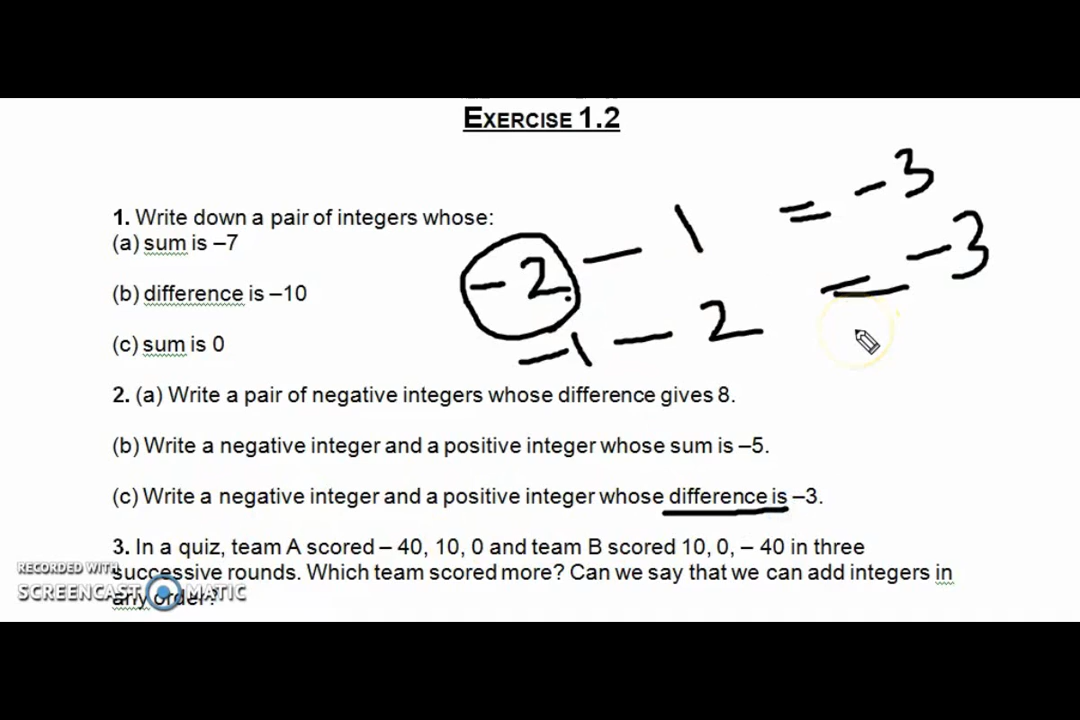 EXERCISE 1.2
1. Write down a pair of integers whose:
(a) sum is –7
(b) difference is –10
(c) sum is 0
– 2 – 1 = – 3
– 1 – 2 = – 3
2. (a) Write a pair of negative integers whose difference gives 8.
(b) Write a negative integer and a positive integer whose sum is –5.
(c) Write a negative integer and a positive integer whose difference is –3.
3. In a quiz, team A scored – 40, 10, 0 and team B scored 10, 0, – 40 in three
successive rounds. Which team scored more? Can we say that we can add integers in
any order?
RECORDED WITH
SCREENCAST MATIC